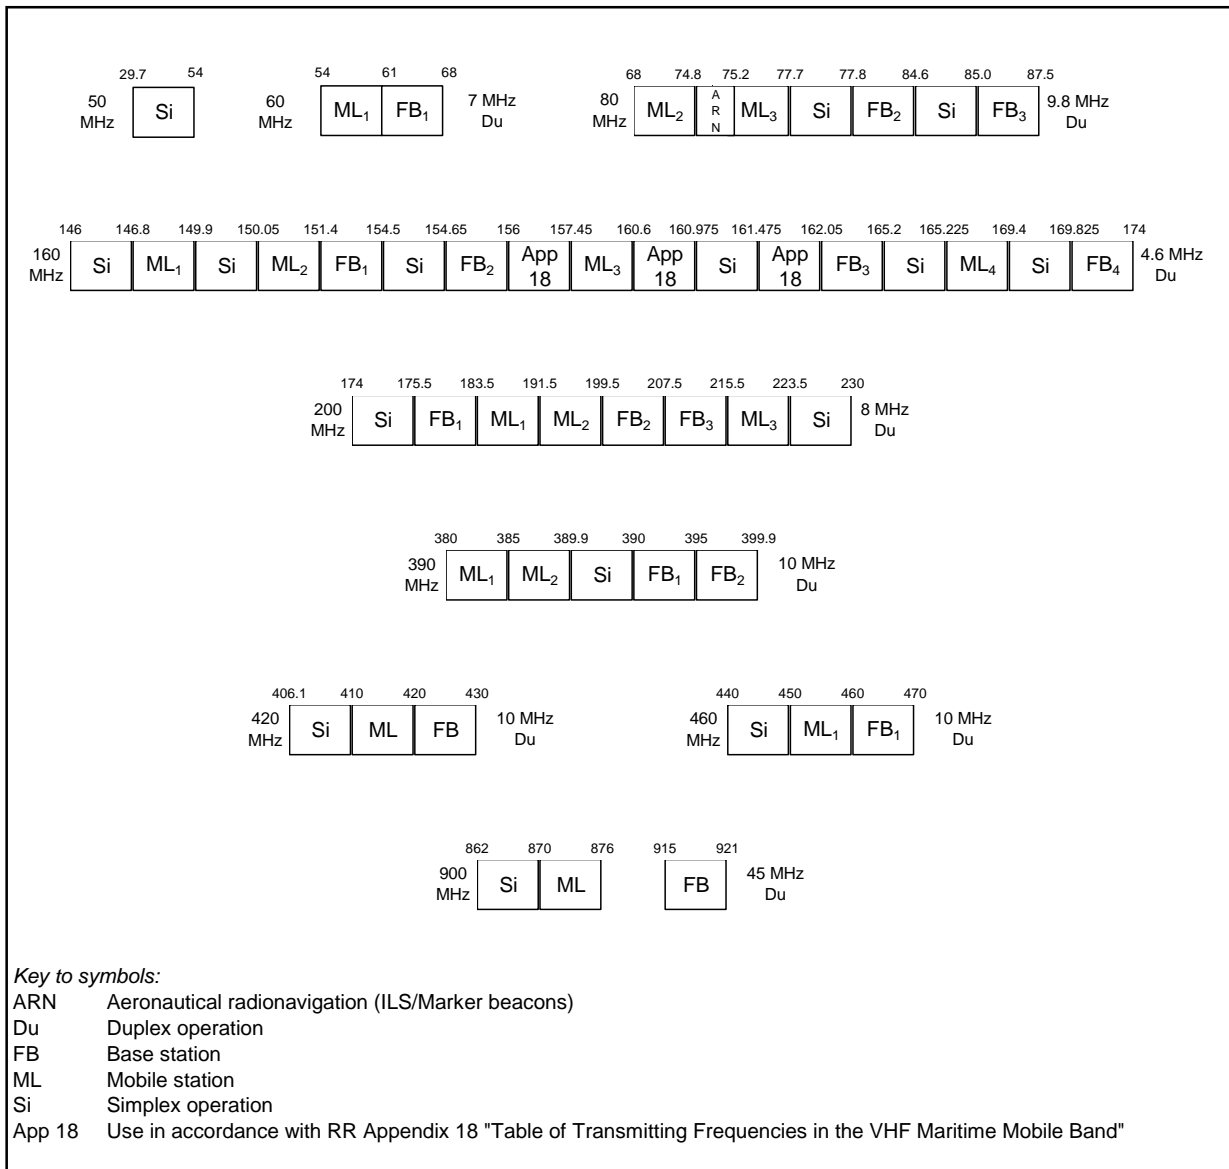 29.7 54 54 61 68 68 74.8 75.2 77.7 77.8 84.6 85.0 87.5
50 MHz Si 60 MHz ML₁ FB₁ 7 MHz Du 80 MHz ML₂ ARN ML₃ Si FB₂ Si FB₃ 9.8 MHz Du
146 146.8 149.9 150.05 151.4 154.5 154.65 156 157.45 160.6 160.975 161.475 162.05 165.2 165.225 169.4 169.825 174
160 MHz Si ML₁ Si ML₂ FB₁ Si FB₂ App 18 ML₃ App 18 Si App 18 FB₃ Si ML₄ Si FB₄ 4.6 MHz Du
174 175.5 183.5 191.5 199.5 207.5 215.5 223.5 230
200 MHz Si FB₁ ML₁ ML₂ FB₂ FB₃ ML₃ Si 8 MHz Du
380 385 389.9 390 395 399.9
390 MHz ML₁ ML₂ Si FB₁ FB₂ 10 MHz Du
406.1 410 420 430 440 450 460 470
420 MHz Si ML FB 10 MHz Du 460 MHz Si ML₁ FB₁ 10 MHz Du
862 870 876 915 921
900 MHz Si ML FB 45 MHz Du
Key to symbols:
ARN Aeronautical radionavigation (ILS/Marker beacons)
Du Duplex operation
FB Base station
ML Mobile station
Si Simplex operation
App 18 Use in accordance with RR Appendix 18 "Table of Transmitting Frequencies in the VHF Maritime Mobile Band"